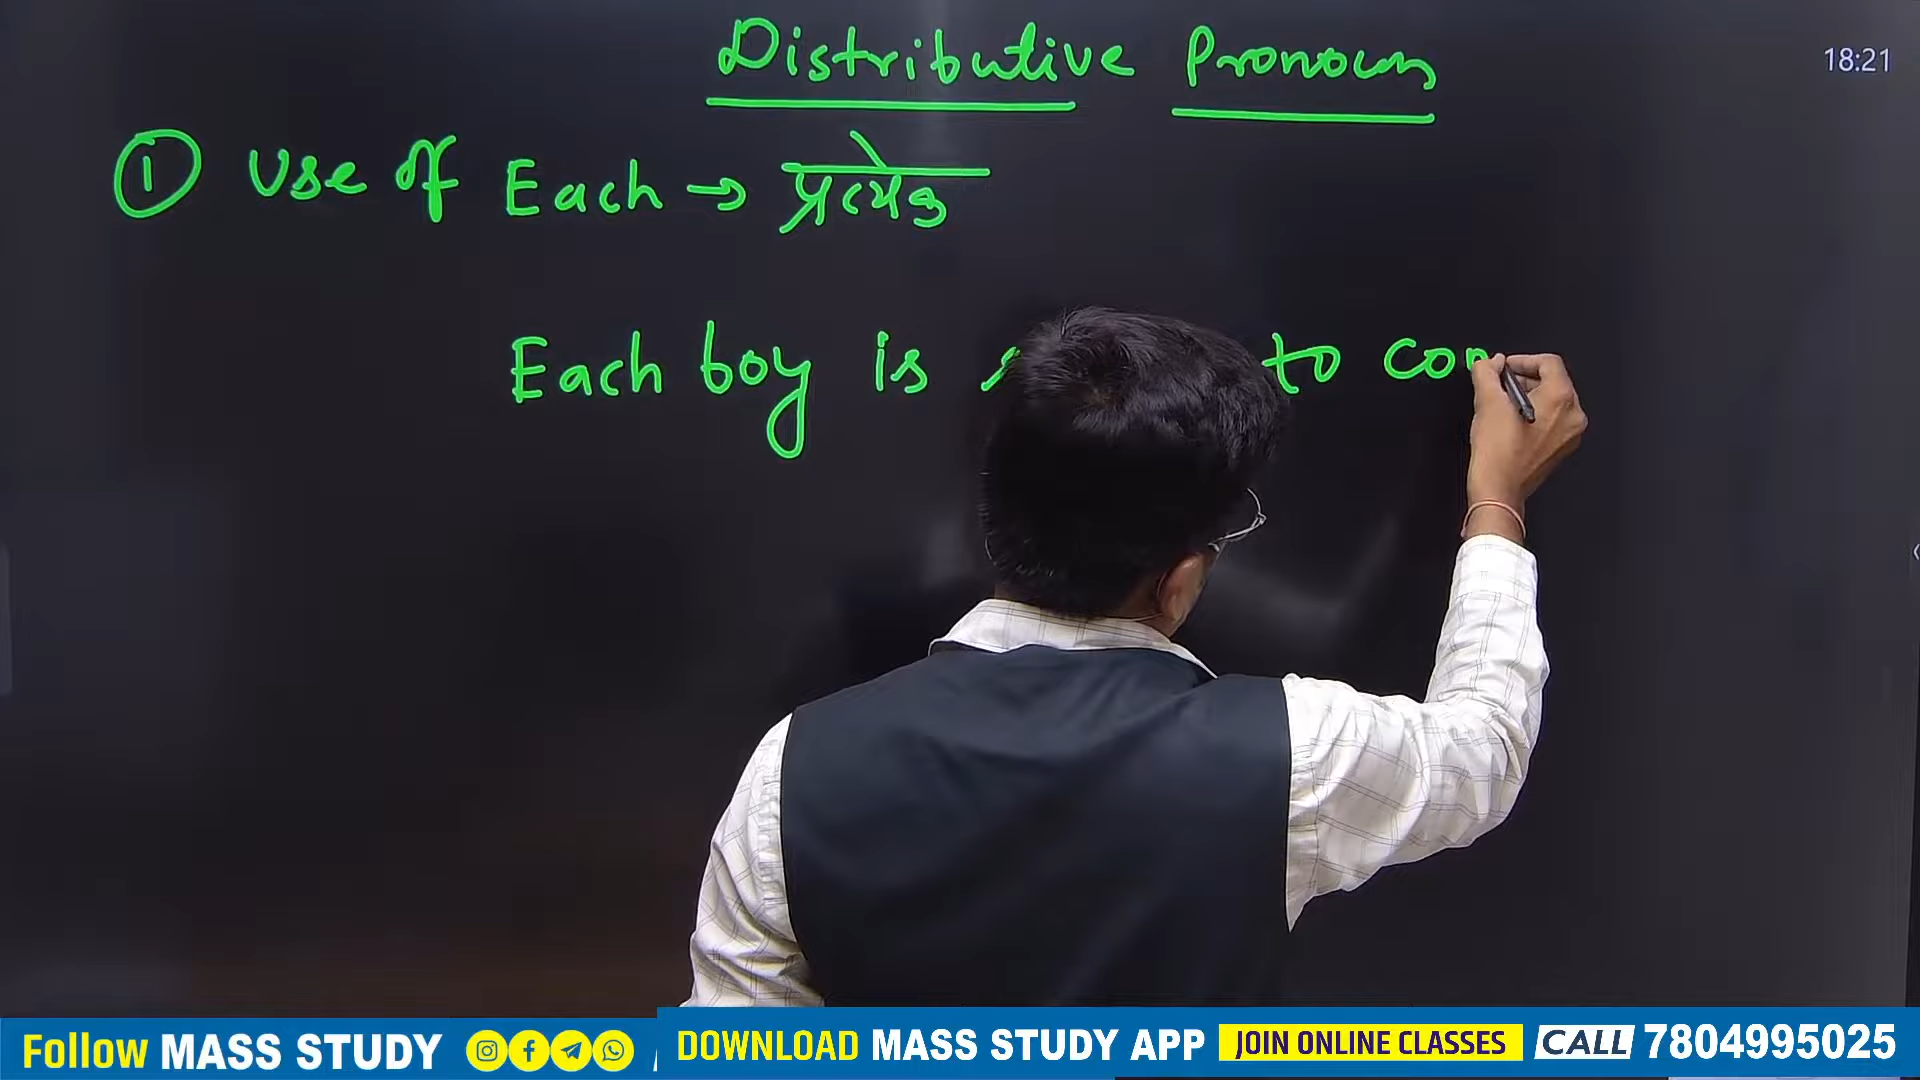 Distributive Pronoun
18:21
① Use of Each → प्रत्येक
Each boy is to com
Follow MASS STUDY
DOWNLOAD MASS STUDY APP JOIN ONLINE CLASSES CALL 7804995025